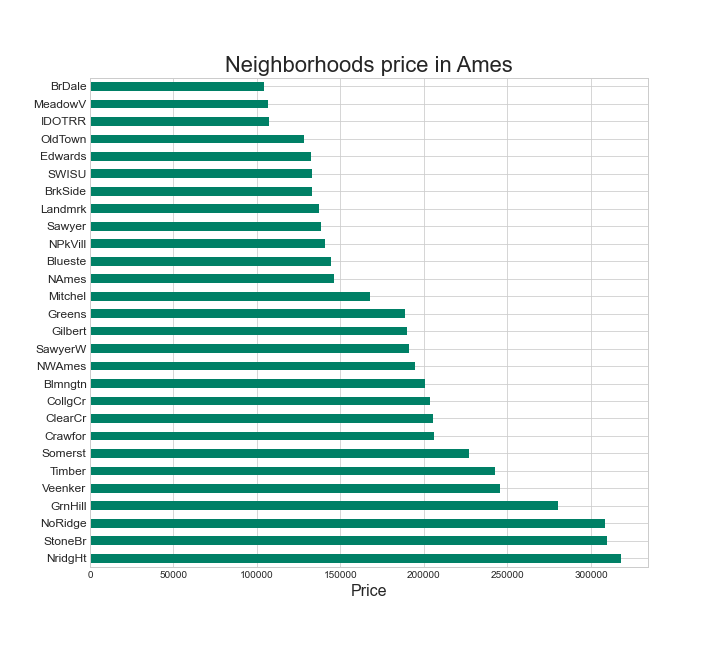 Neighborhoods price in Ames
BrDale
MeadowV
IDOTRR
OldTown
Edwards
SWISU
BrkSide
Landmrk
Sawyer
NPkVill
Blueste
NAmes
Mitchel
Greens
Gilbert
SawyerW
NWAmes
Blmngtn
CollgCr
ClearCr
Crawfor
Somerst
Timber
Veenker
GrnHill
NoRidge
StoneBr
NridgHt
0 50000 100000 150000 200000 250000 300000
Price